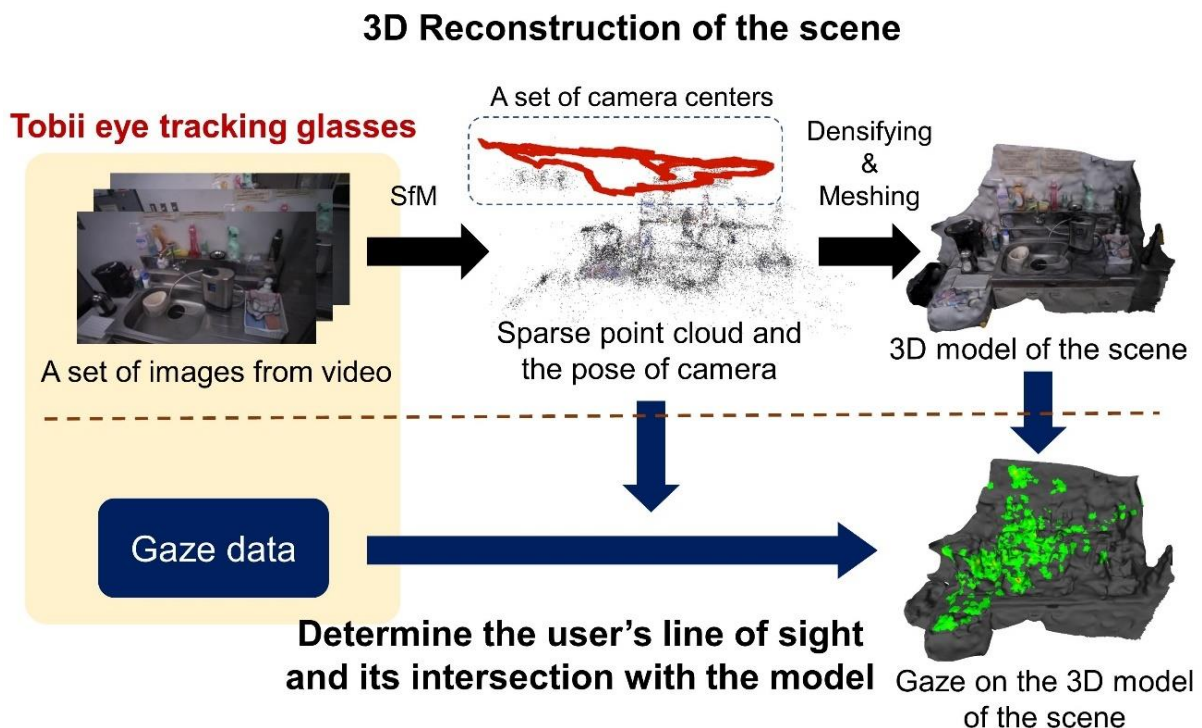 3D Reconstruction of the scene
Tobii eye tracking glasses
A set of images from video
SfM
A set of camera centers
Sparse point cloud and
the pose of camera
Densifying
&
Meshing
3D model of the scene
Gaze data
Determine the user’s line of sight
and its intersection with the model
Gaze on the 3D model
of the scene